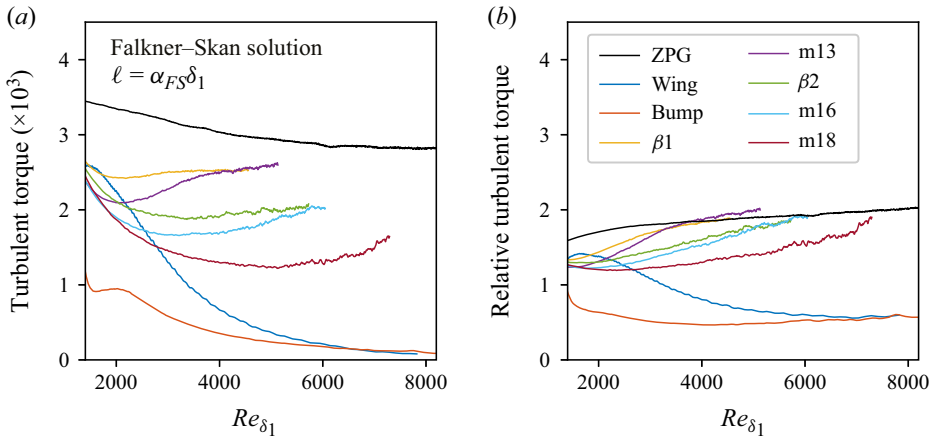 (a)
Falkner–Skan solution
ℓ = α_FS δ_1
Turbulent torque (×10^3)
4
3
2
1
0
2000 4000 6000 8000
Re_δ1
(b)
ZPG
Wing
Bump
β1
m13
β2
m16
m18
Relative turbulent torque
4
3
2
1
0
2000 4000 6000 8000
Re_δ1